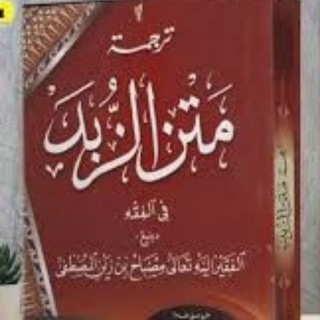 ترجمة
متن الزبد
في الفقه
الفقير إليه تعالى مصباح بن زين المصطفى